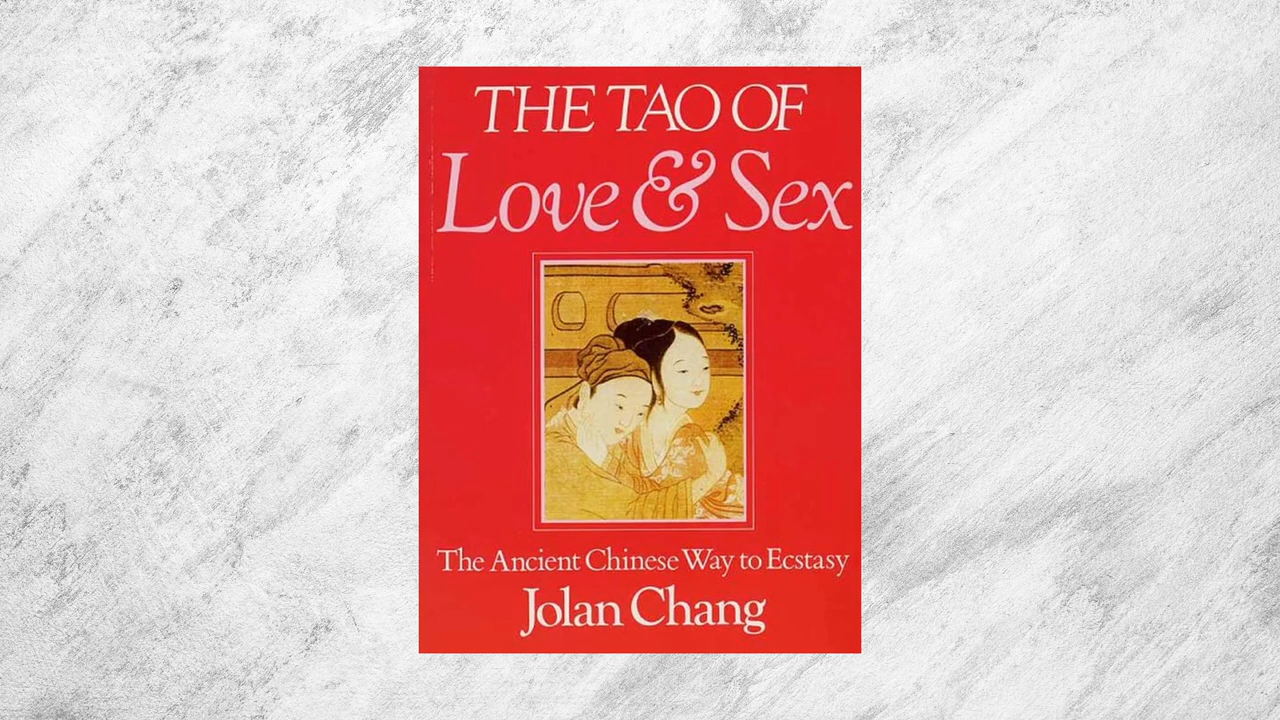 THE TAO OF
Love & Sex
The Ancient Chinese Way to Ecstasy
Jolan Chang